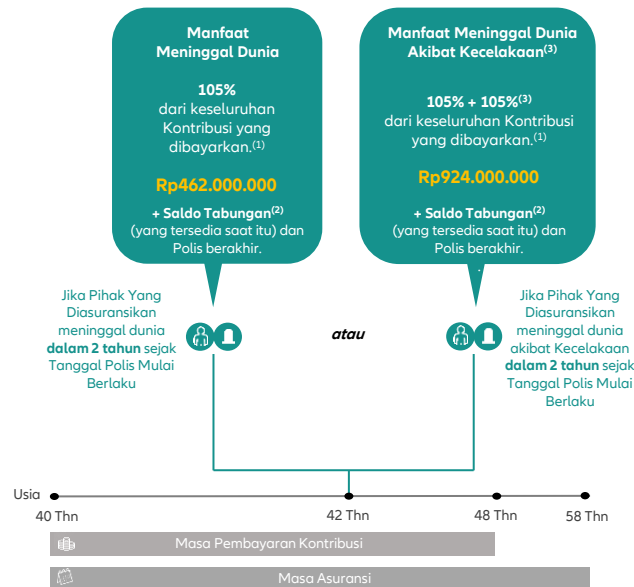 Manfaat
Meninggal Dunia
105%
dari keseluruhan
Kontribusi yang
dibayarkan.(1)
Rp462.000.000
+ Saldo Tabungan(2)
(yang tersedia saat itu) dan
Polis berakhir.
Manfaat Meninggal Dunia
Akibat Kecelakaan(3)
105% + 105%(3)
dari keseluruhan Kontribusi
yang dibayarkan.(1)
Rp924.000.000
+ Saldo Tabungan(2)
(yang tersedia saat itu) dan
Polis berakhir.
Jika Pihak Yang
Diasuransikan
meninggal dunia
dalam 2 tahun sejak
Tanggal Polis Mulai
Berlaku
atau
Jika Pihak Yang
Diasuransikan
meninggal dunia
akibat Kecelakaan
dalam 2 tahun sejak
Tanggal Polis Mulai
Berlaku
Usia
40 Thn
42 Thn
48 Thn
58 Thn
Masa Pembayaran Kontribusi
Masa Asuransi